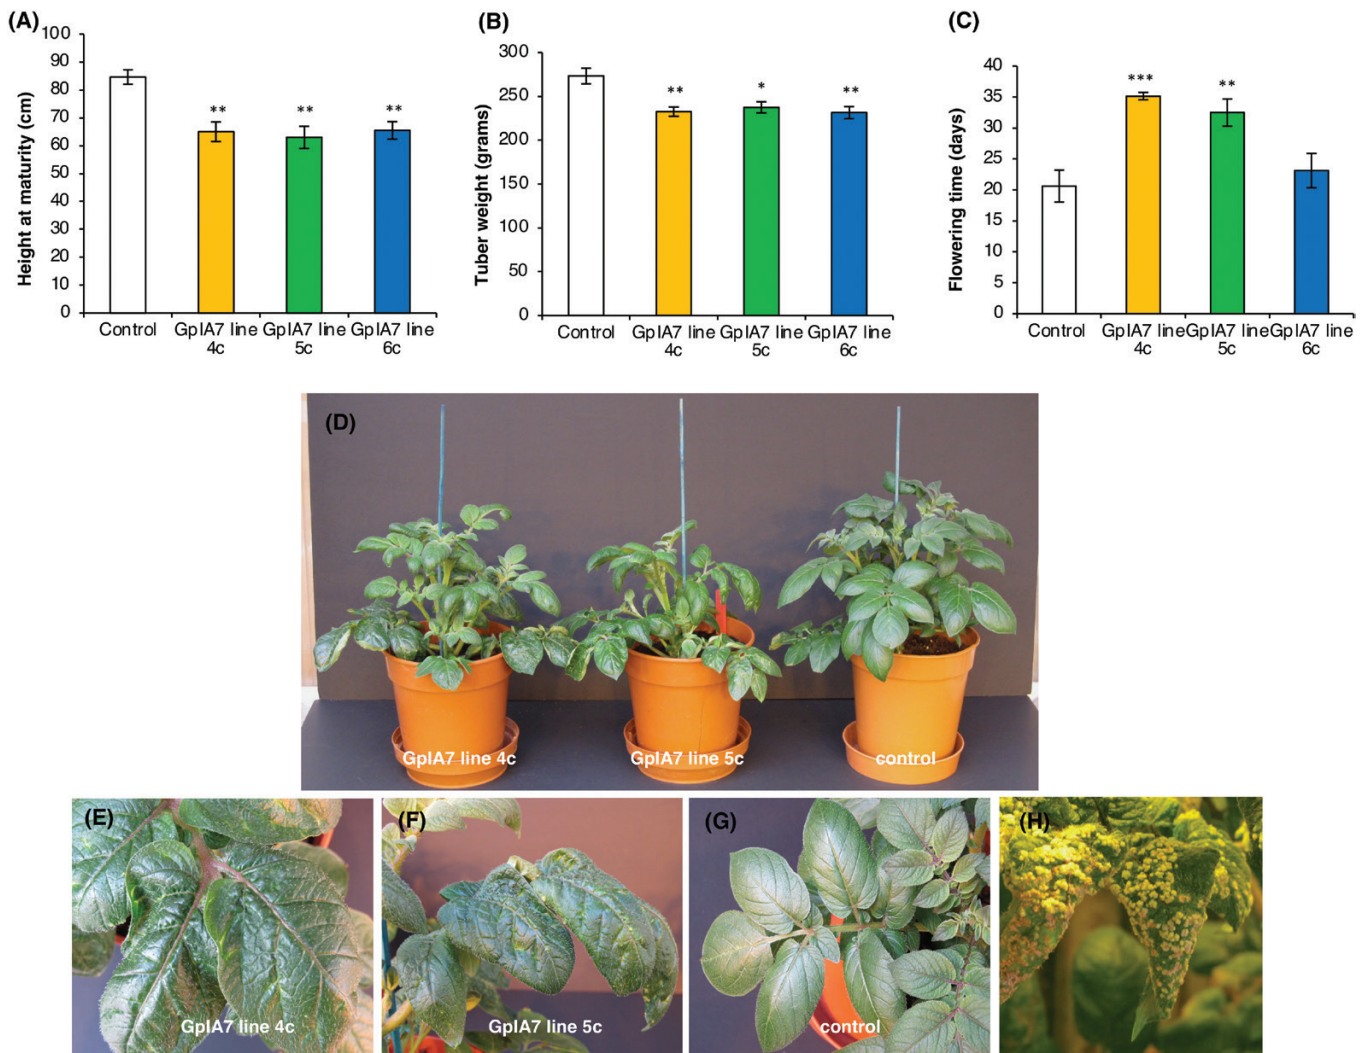 (A)
Height at maturity (cm)
100
90
80
70
60
50
40
30
20
10
0
**
**
**
Control
GpIA7 line
4c
GpIA7 line
5c
GpIA7 line
6c
(B)
Tuber weight (grams)
300
250
200
150
100
50
0
**
*
**
Control
GpIA7 line
4c
GpIA7 line
5c
GpIA7 line
6c
(C)
Flowering time (days)
40
35
30
25
20
15
10
5
0
***
**
Control
GpIA7 line
4c
GpIA7 line
5c
GpIA7 line
6c
(D)
GpIA7 line 4c
GpIA7 line 5c
control
(E)
GpIA7 line 4c
(F)
GpIA7 line 5c
(G)
control
(H)